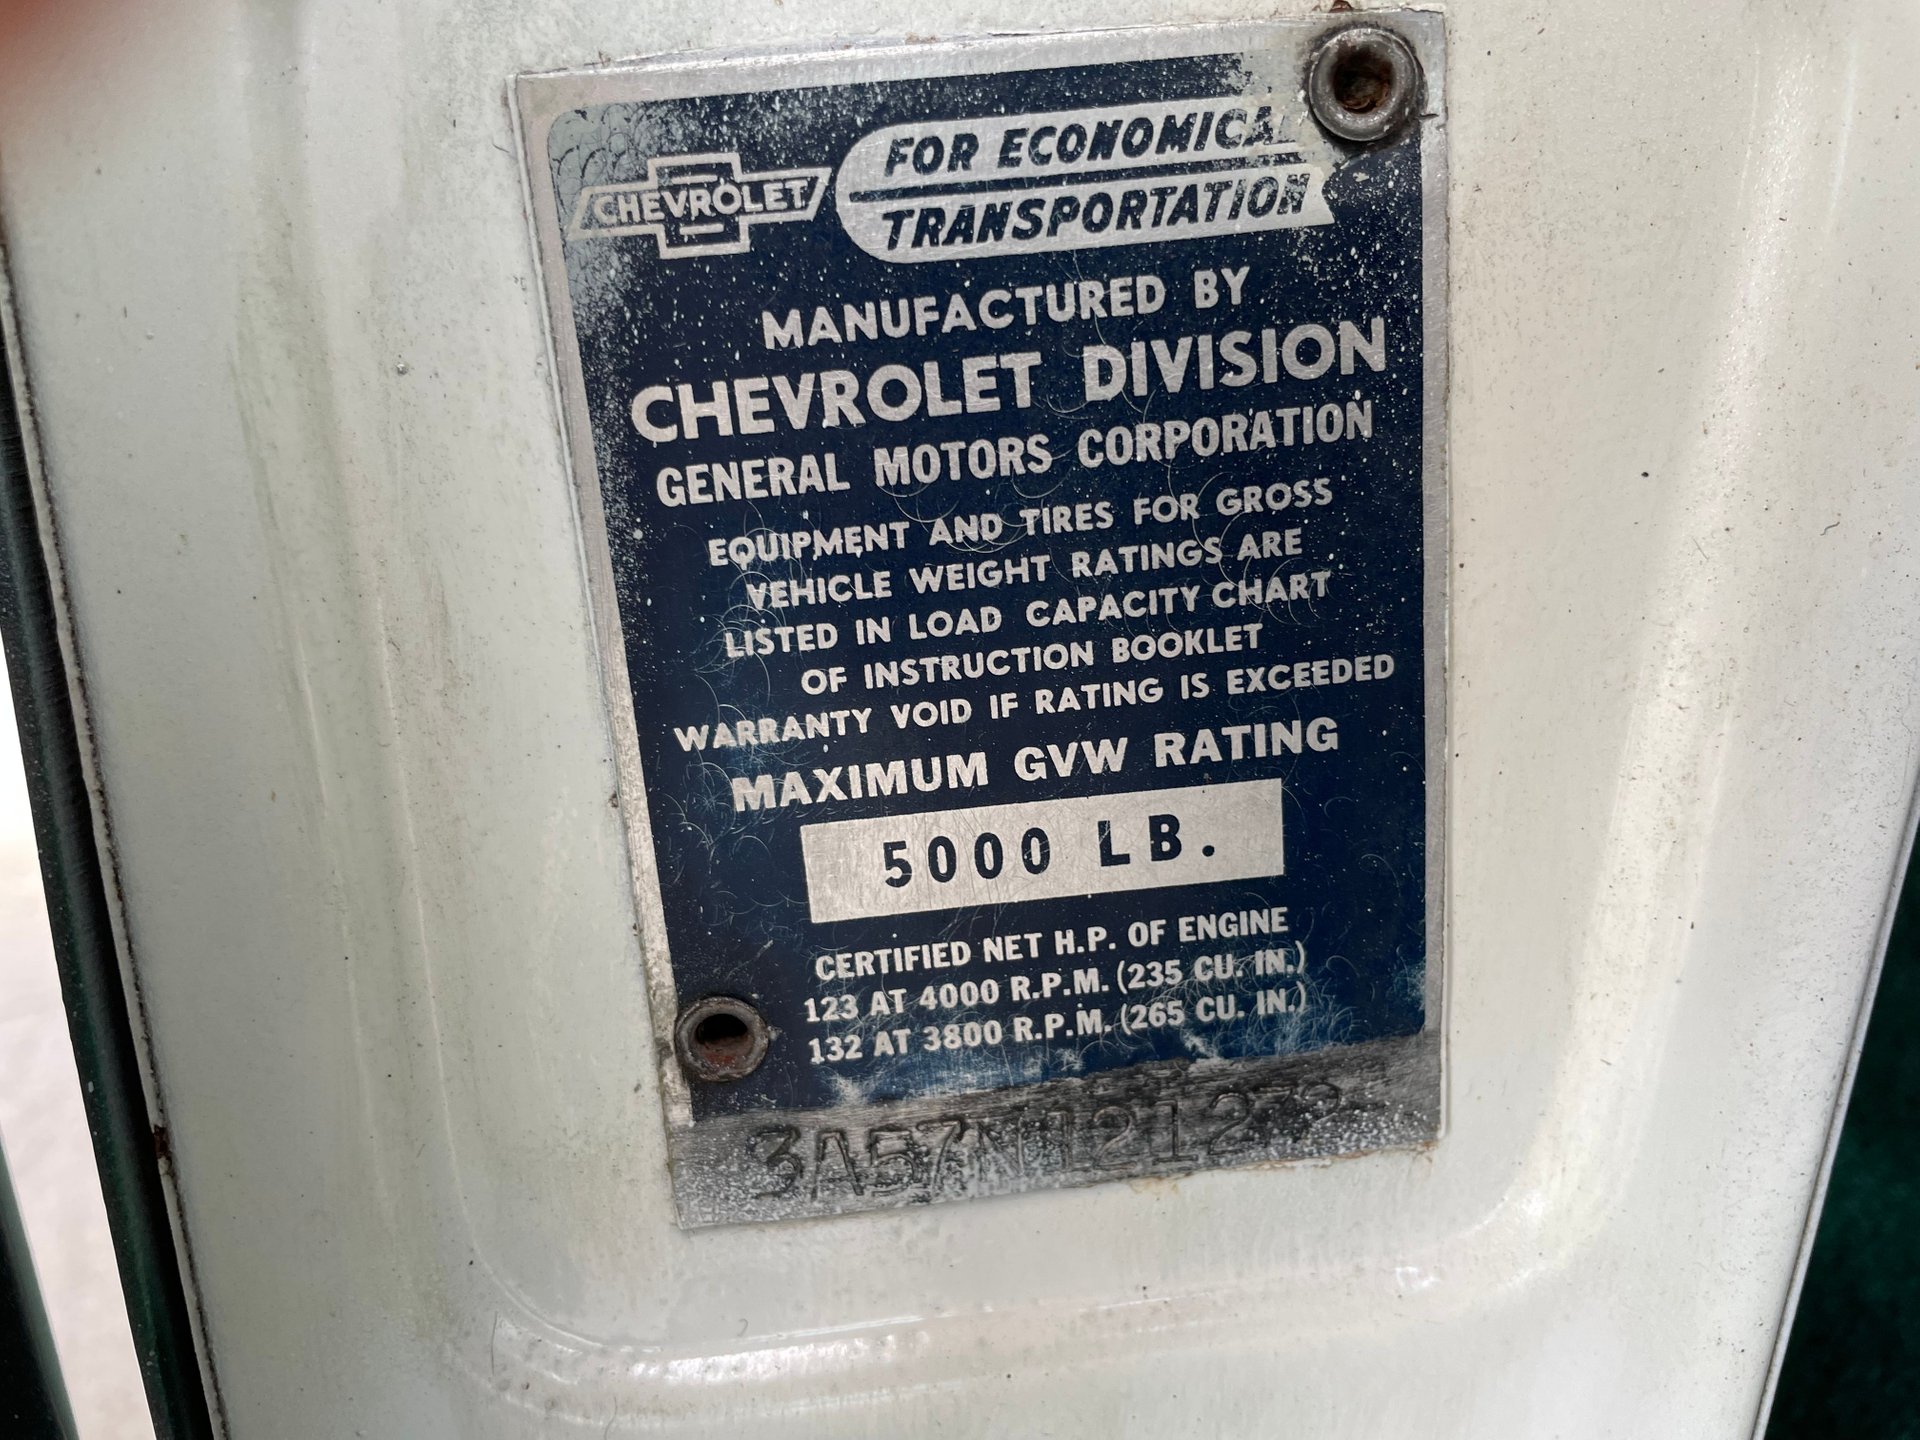 CHEVROLET
FOR ECONOMICAL
TRANSPORTATION
MANUFACTURED BY
CHEVROLET DIVISION
GENERAL MOTORS CORPORATION
EQUIPMENT AND TIRES FOR GROSS
VEHICLE WEIGHT RATINGS ARE
LISTED IN LOAD CAPACITY CHART
OF INSTRUCTION BOOKLET
WARRANTY VOID IF RATING IS EXCEEDED
MAXIMUM GVW RATING
5000 LB.
CERTIFIED NET H.P. OF ENGINE
123 AT 4000 R.P.M. (235 CU. IN.)
132 AT 3800 R.P.M. (265 CU. IN.)